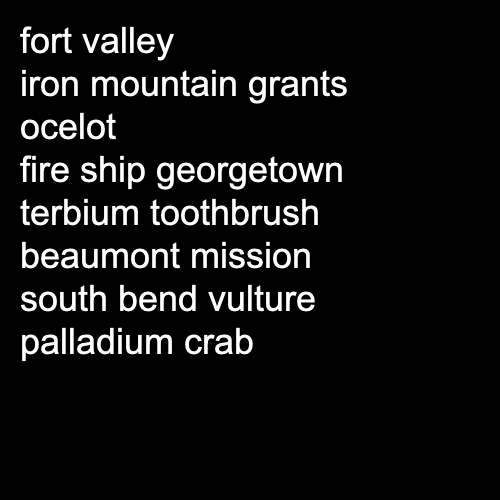 fort valley
iron mountain grants
ocelot
fire ship georgetown
terbium toothbrush
beaumont mission
south bend vulture
palladium crab